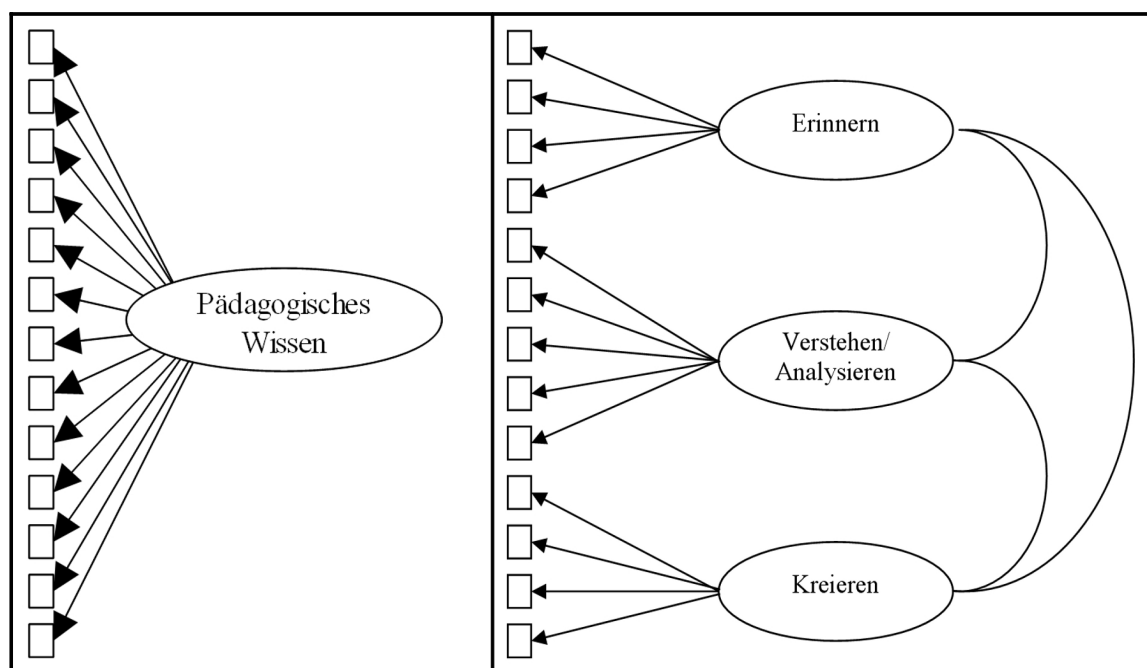 Pädagogisches
Wissen
Erinnern
Verstehen/
Analysieren
Kreieren